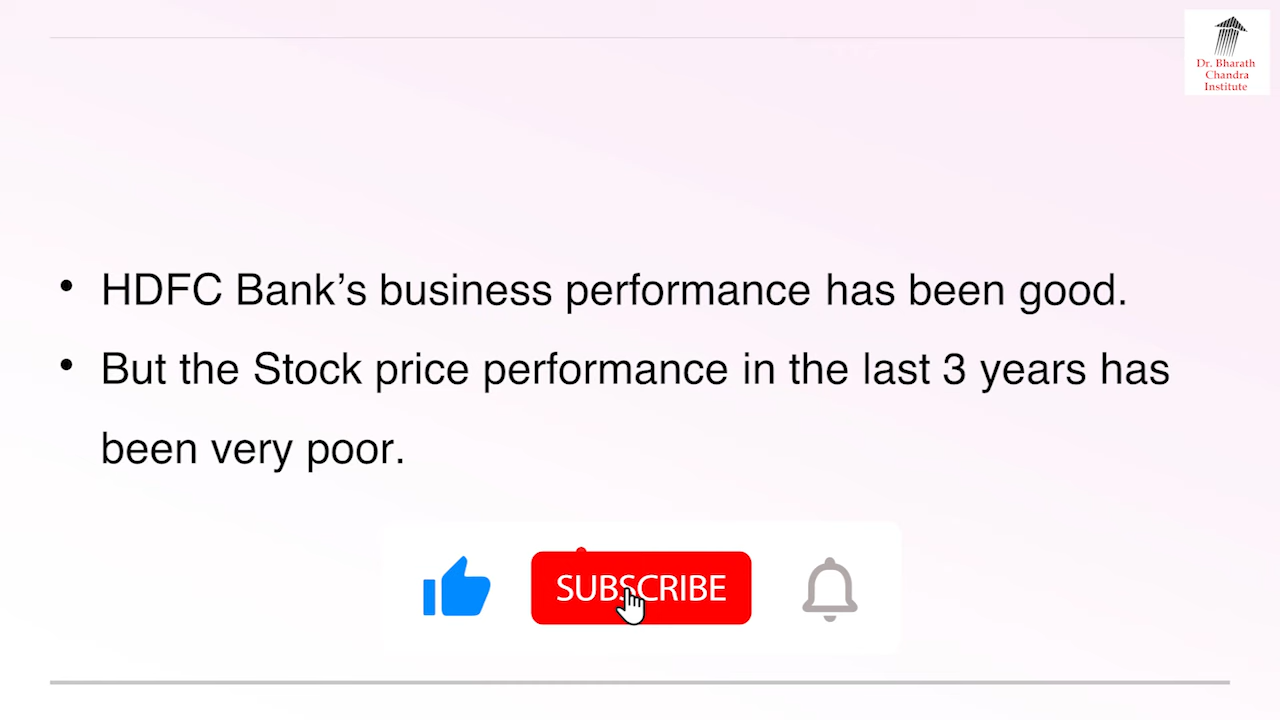 Dr. Bharath
Chandra
Institute
• HDFC Bank’s business performance has been good.
• But the Stock price performance in the last 3 years has
been very poor.
SUBSCRIBE